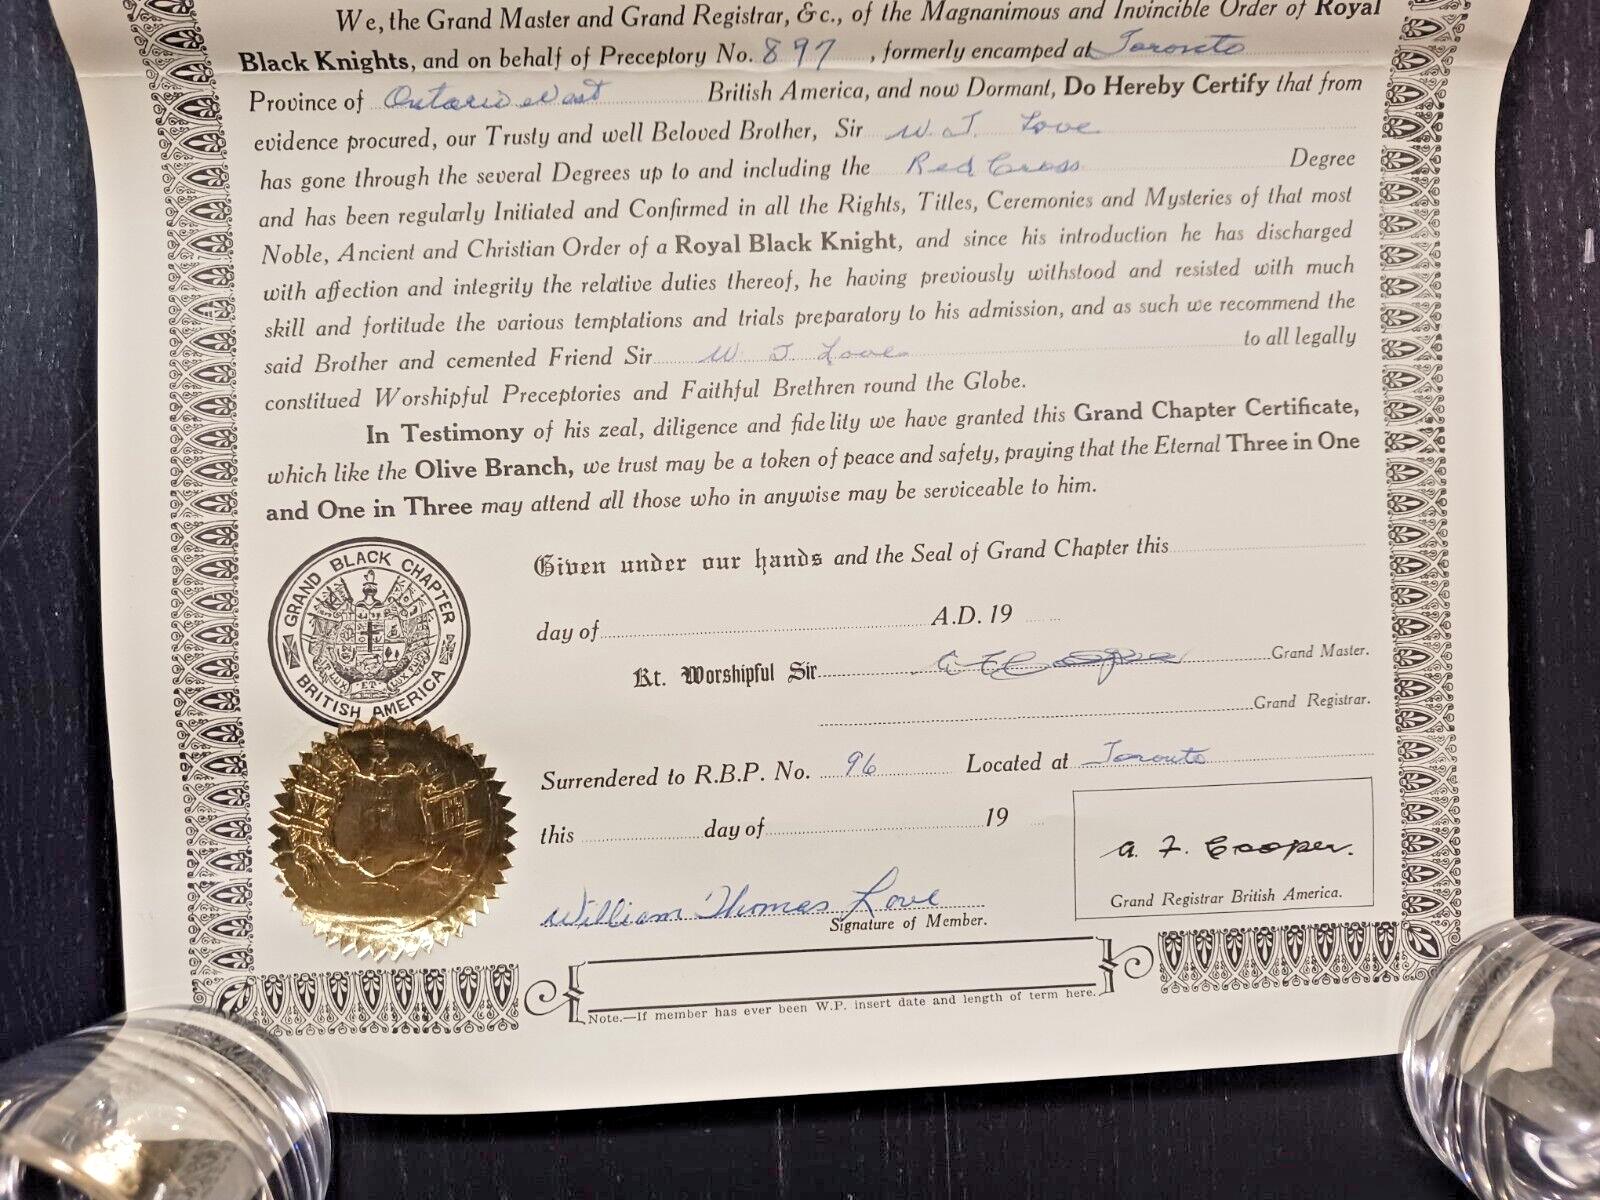 We, the Grand Master and Grand Registrar, &c., of the Magnanimous and Invincible Order of Royal
Black Knights, and on behalf of Preceptory No. 897, formerly encamped at Toronto
Province of Ontario West British America, and now Dormant, Do Hereby Certify that from
evidence procured, our Trusty and well Beloved Brother, Sir W. T. Love
has gone through the several Degrees up to and including the Red Cross Degree
and has been regularly Initiated and Confirmed in all the Rights, Titles, Ceremonies and Mysteries of that most
Noble, Ancient and Christian Order of a Royal Black Knight, and since his introduction he has discharged
with affection and integrity the relative duties thereof, he having previously withstood and resisted with much
skill and fortitude the various temptations and trials preparatory to his admission, and as such we recommend the
said Brother and cemented Friend Sir W. T. Love to all legally
constitued Worshipful Preceptories and Faithful Brethren round the Globe.
In Testimony of his zeal, diligence and fidelity we have granted this Grand Chapter Certificate,
which like the Olive Branch, we trust may be a token of peace and safety, praying that the Eternal Three in One
and One in Three may attend all those who in anywise may be serviceable to him.
GRAND BLACK CHAPTER
BRITISH AMERICA
Given under our hands and the Seal of Grand Chapter this
day of A.D. 19
Rt. Worshipful Sir Grand Master.
Grand Registrar.
Surrendered to R.B.P. No. 96 Located at Toronto
this day of 19
A. F. Cooper.
Grand Registrar British America.
William Thomas Love
Signature of Member.
Note.—If member has ever been W.P. insert date and length of term here.